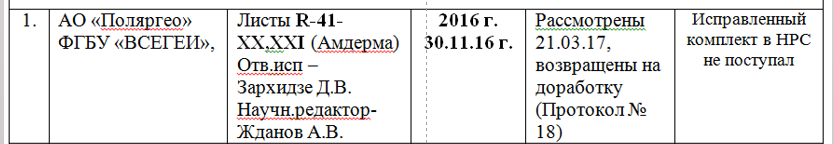 1.
АО «Поляргео»
ФГБУ «ВСЕГЕИ»,
Листы R-41-
XX,XXI (Амдерма)
Отв.исп –
Зархидзе Д.В.
Научн.редактор-
Жданов А.В.
2016 г.
30.11.16 г.
Рассмотрены
21.03.17,
возвращены на
доработку
(Протокол №
18)
Исправленный
комплект в НРС
не поступал